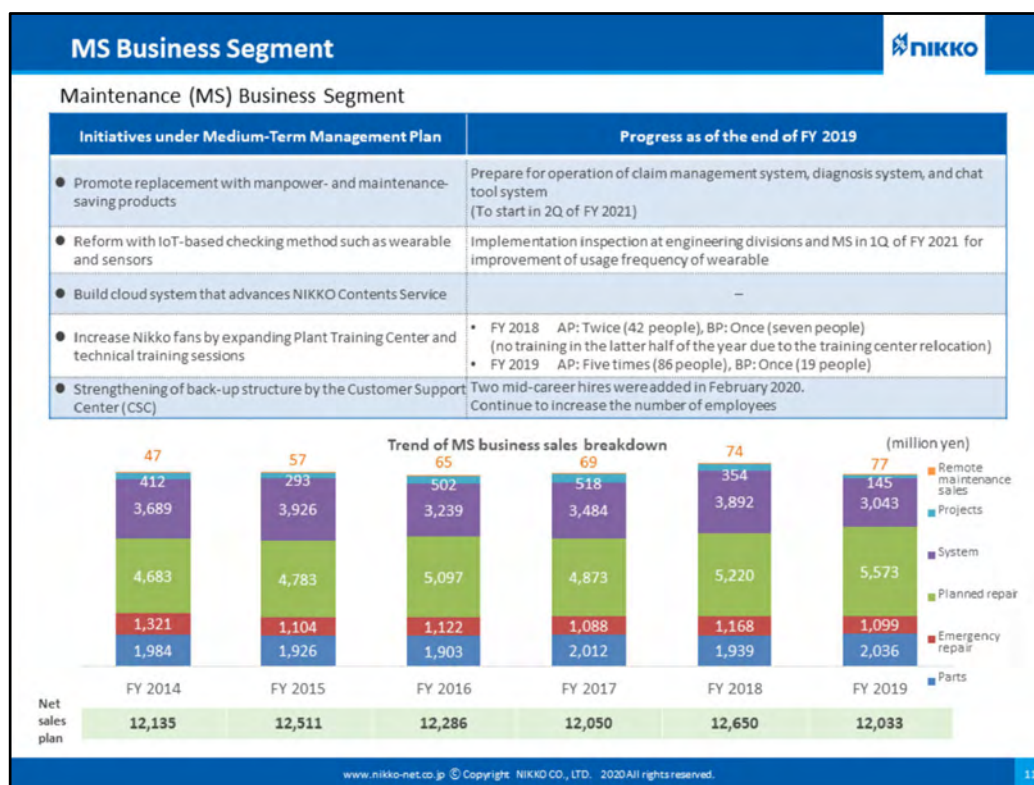 MS Business Segment
NIKKO
Maintenance (MS) Business Segment
Initiatives under Medium-Term Management Plan
Progress as of the end of FY 2019
● Promote replacement with manpower- and maintenance-
saving products
Prepare for operation of claim management system, diagnosis system, and chat
tool system
(To start in 2Q of FY 2021)
● Reform with IoT-based checking method such as wearable
and sensors
Implementation inspection at engineering divisions and MS in 1Q of FY 2021 for
improvement of usage frequency of wearable
● Build cloud system that advances NIKKO Contents Service
–
● Increase Nikko fans by expanding Plant Training Center and
technical training sessions
• FY 2018 AP: Twice (42 people), BP: Once (seven people)
(no training in the latter half of the year due to the training center relocation)
• FY 2019 AP: Five times (86 people), BP: Once (19 people)
● Strengthening of back-up structure by the Customer Support
Center (CSC)
Two mid-career hires were added in February 2020.
Continue to increase the number of employees
Trend of MS business sales breakdown
(million yen)
47 57 65 69 74 77
412 293 502 518 354 145
3,689 3,926 3,239 3,484 3,892 3,043
4,683 4,783 5,097 4,873 5,220 5,573
1,321 1,104 1,122 1,088 1,168 1,099
1,984 1,926 1,903 2,012 1,939 2,036
Remote
maintenance
sales
Projects
System
Planned repair
Emergency
repair
Parts
FY 2014 FY 2015 FY 2016 FY 2017 FY 2018 FY 2019
Net
sales
plan
12,135 12,511 12,286 12,050 12,650 12,033
www.nikko-net.co.jp © Copyright NIKKO CO., LTD. 2020 All rights reserved.
11